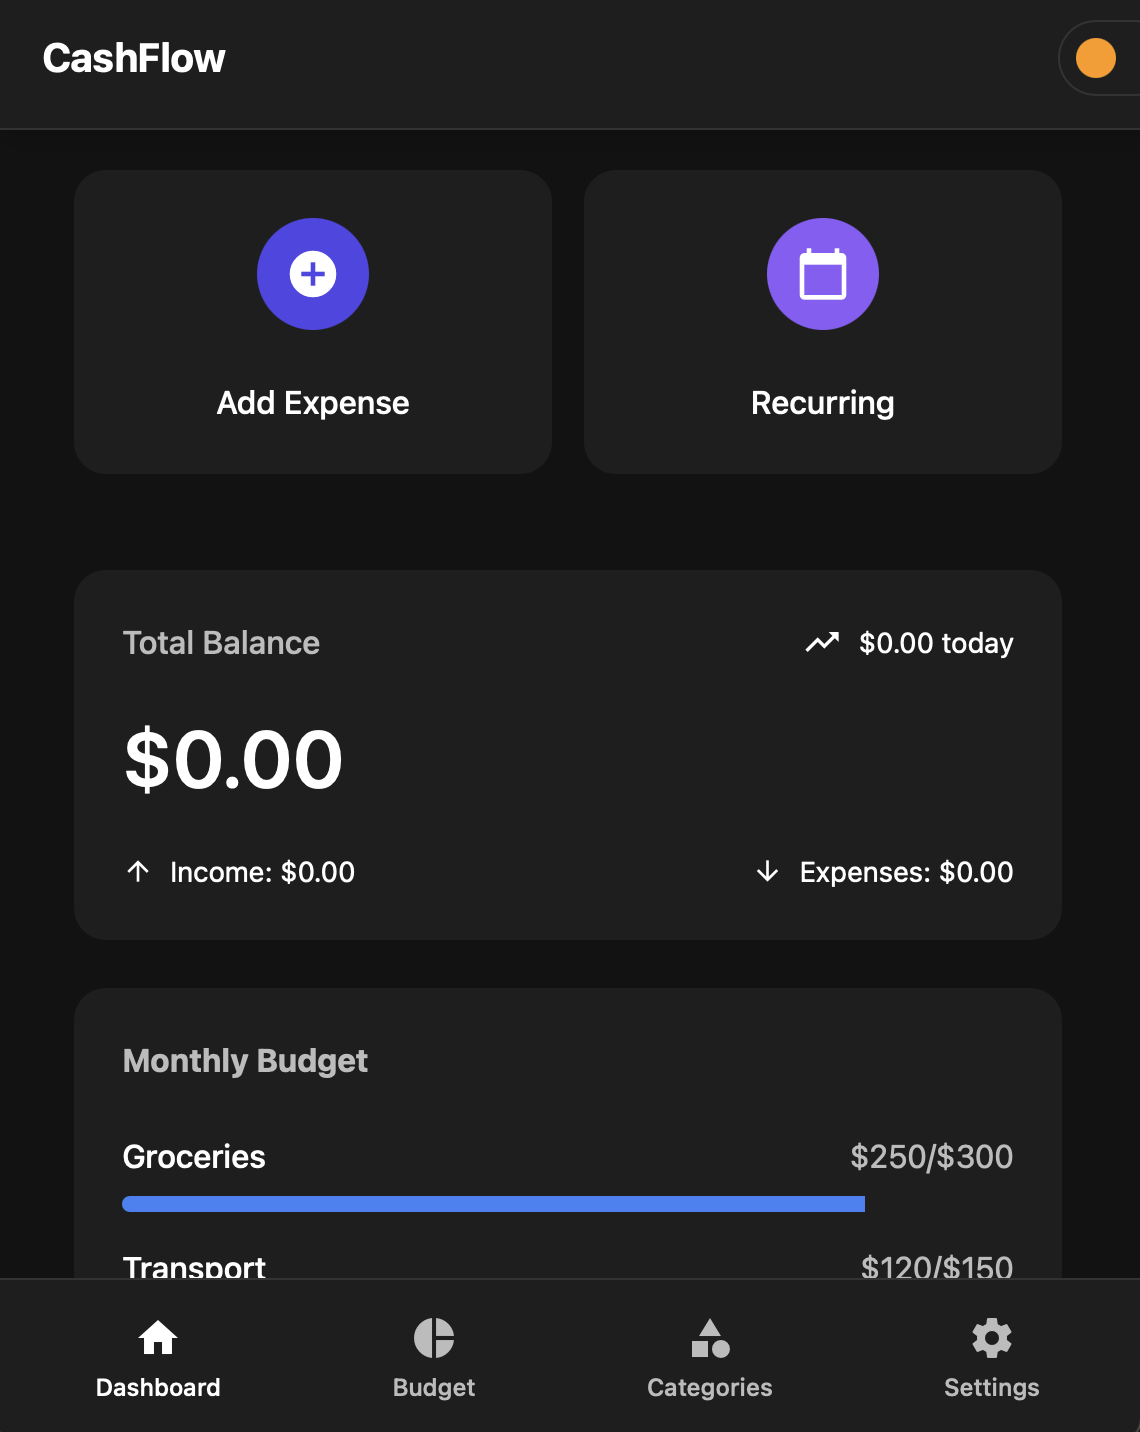 CashFlow
Add Expense
Recurring
Total Balance
$0.00 today
$0.00
Income: $0.00
Expenses: $0.00
Monthly Budget
Groceries
$250/$300
Transport
$120/$150
Dashboard
Budget
Categories
Settings